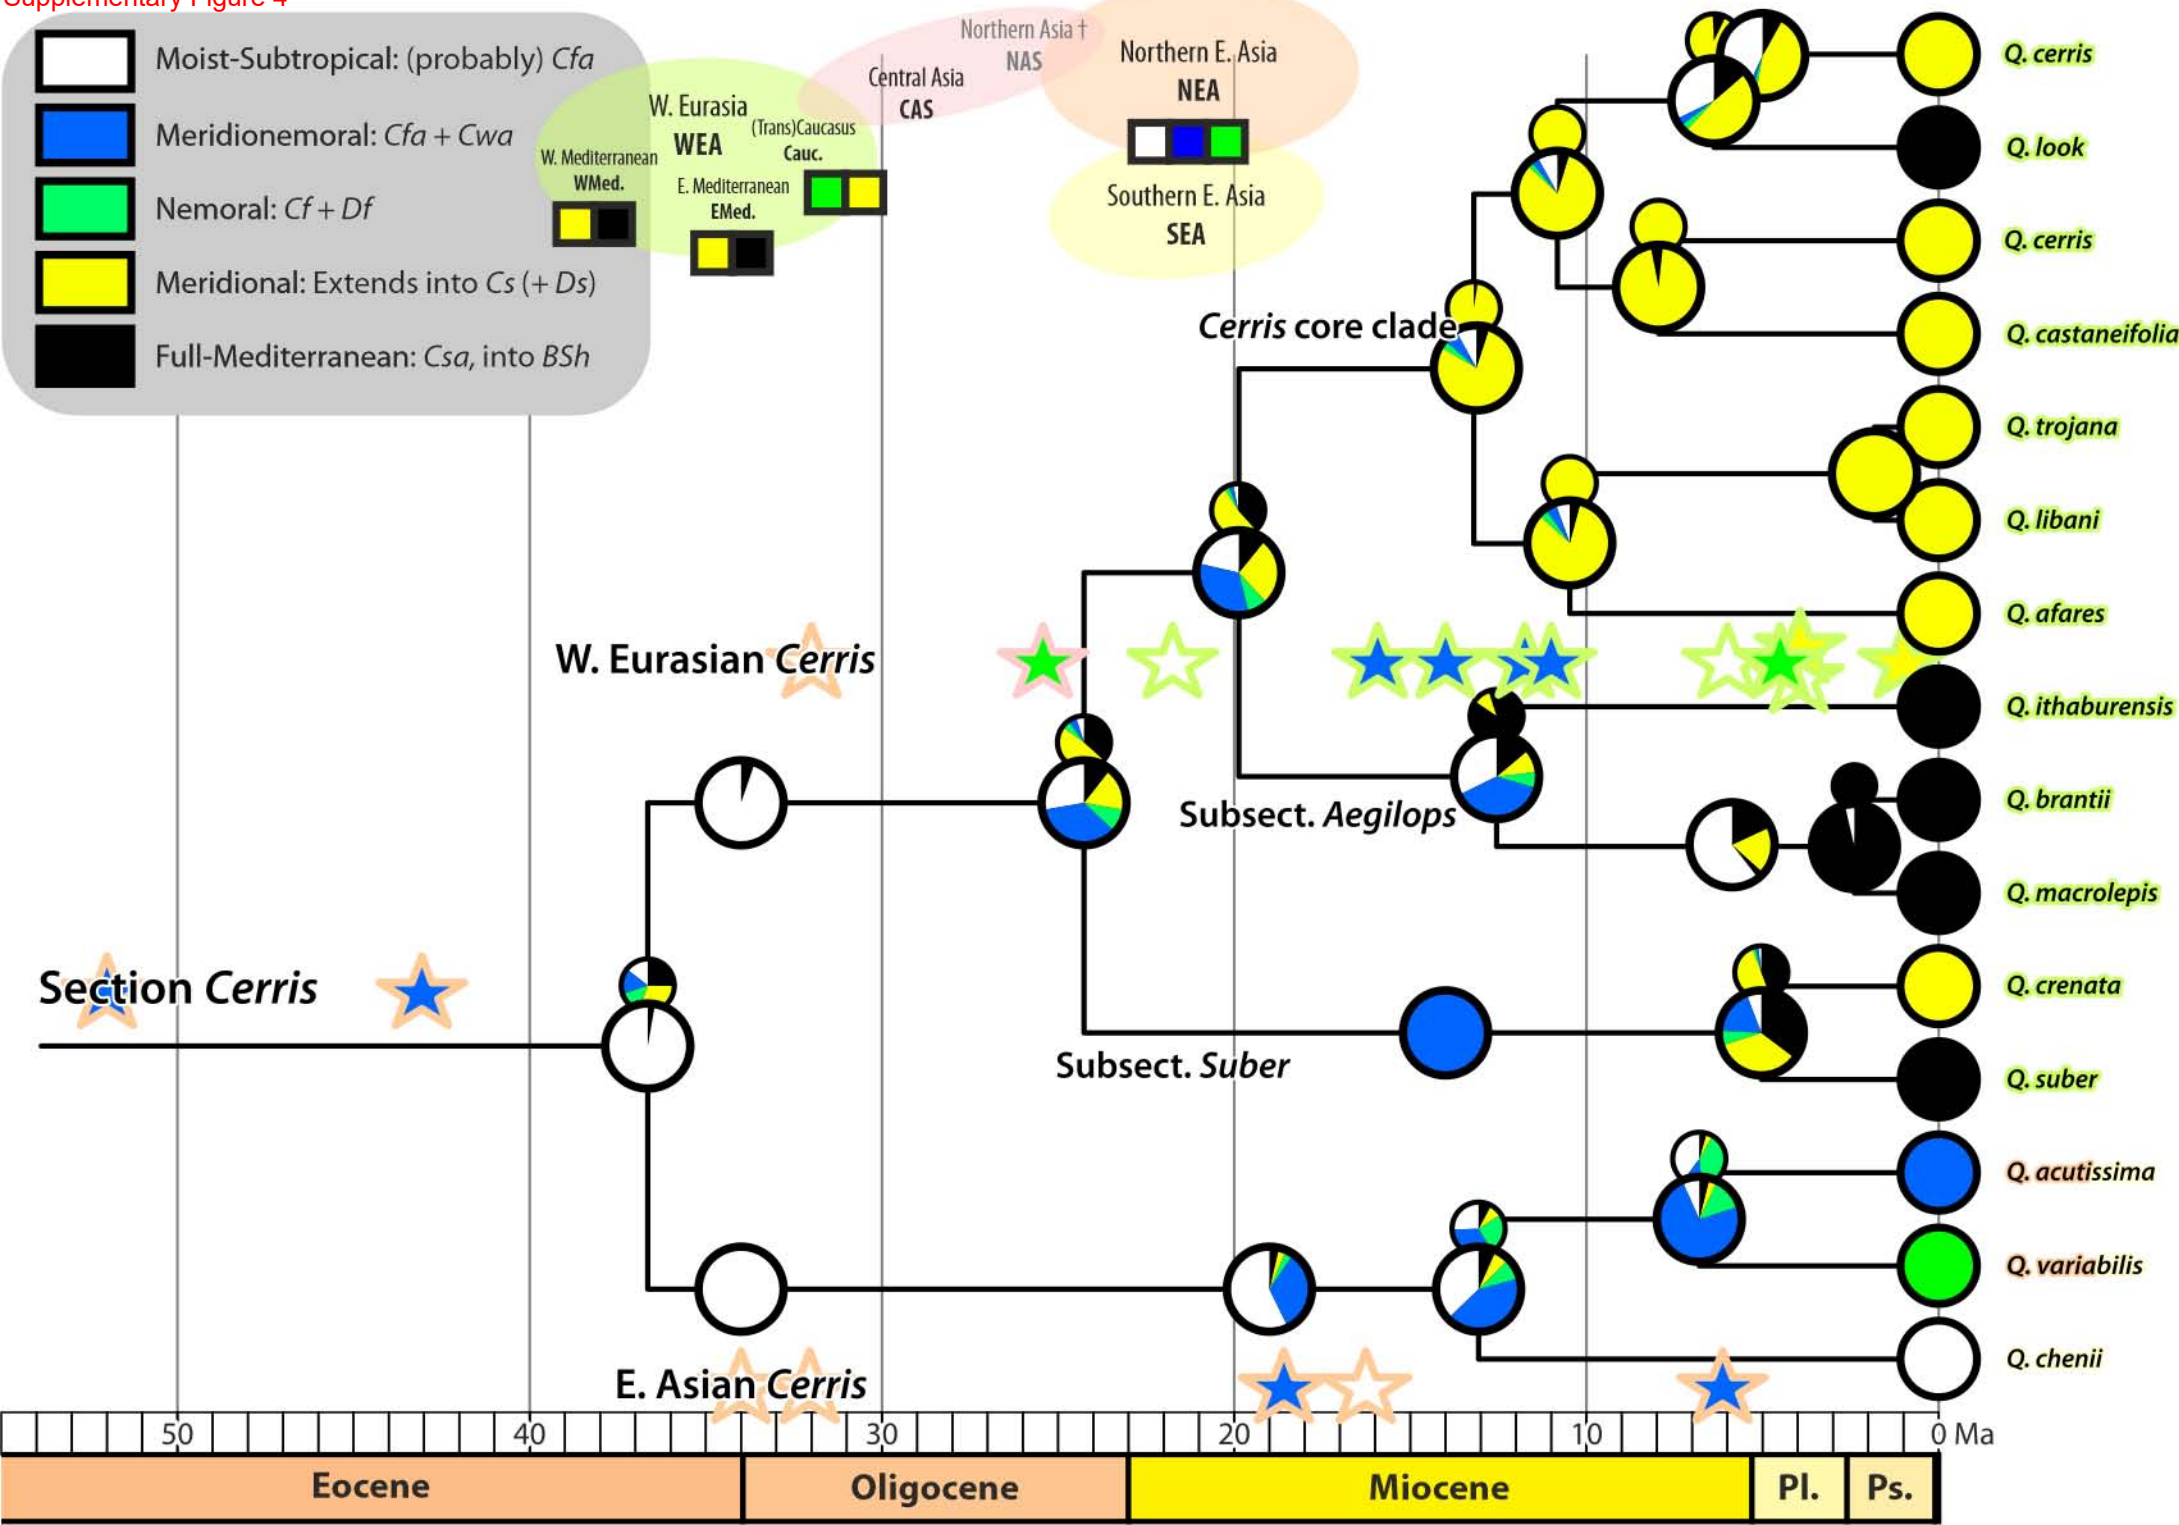 Supplementary Figure 4
Moist-Subtropical: (probably) Cfa
Meridionemoral: Cfa + Cwa
Nemoral: Cf + Df
Meridional: Extends into Cs (+ Ds)
Full-Mediterranean: Csa, into BSh
W. Eurasia
WEA
W. Mediterranean
WMed.
E. Mediterranean
EMed.
(Trans)Caucasus
Cauc.
Central Asia
CAS
Northern Asia †
NAS
Northern E. Asia
NEA
Southern E. Asia
SEA
Cerris core clade
W. Eurasian Cerris
Subsect. Aegilops
Section Cerris
Subsect. Suber
E. Asian Cerris
Q. cerris
Q. look
Q. cerris
Q. castaneifolia
Q. trojana
Q. libani
Q. afares
Q. ithaburensis
Q. brantii
Q. macrolepis
Q. crenata
Q. suber
Q. acutissima
Q. variabilis
Q. chenii
50 40 30 20 10 0 Ma
Eocene Oligocene Miocene Pl. Ps.